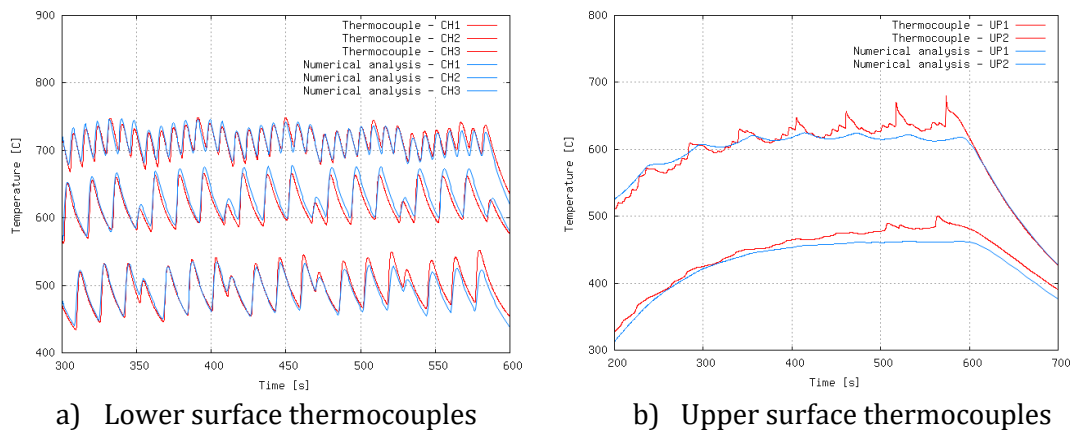 900
800
700
600
500
400
300
350
400
450
500
550
600
Temperature [C]
Time [s]
Thermocouple - CH1
Thermocouple - CH2
Thermocouple - CH3
Numerical analysis - CH1
Numerical analysis - CH2
Numerical analysis - CH3
a) Lower surface thermocouples
800
700
600
500
400
300
200
300
400
500
600
700
Temperature [C]
Time [s]
Thermocouple - UP1
Thermocouple - UP2
Numerical analysis - UP1
Numerical analysis - UP2
b) Upper surface thermocouples